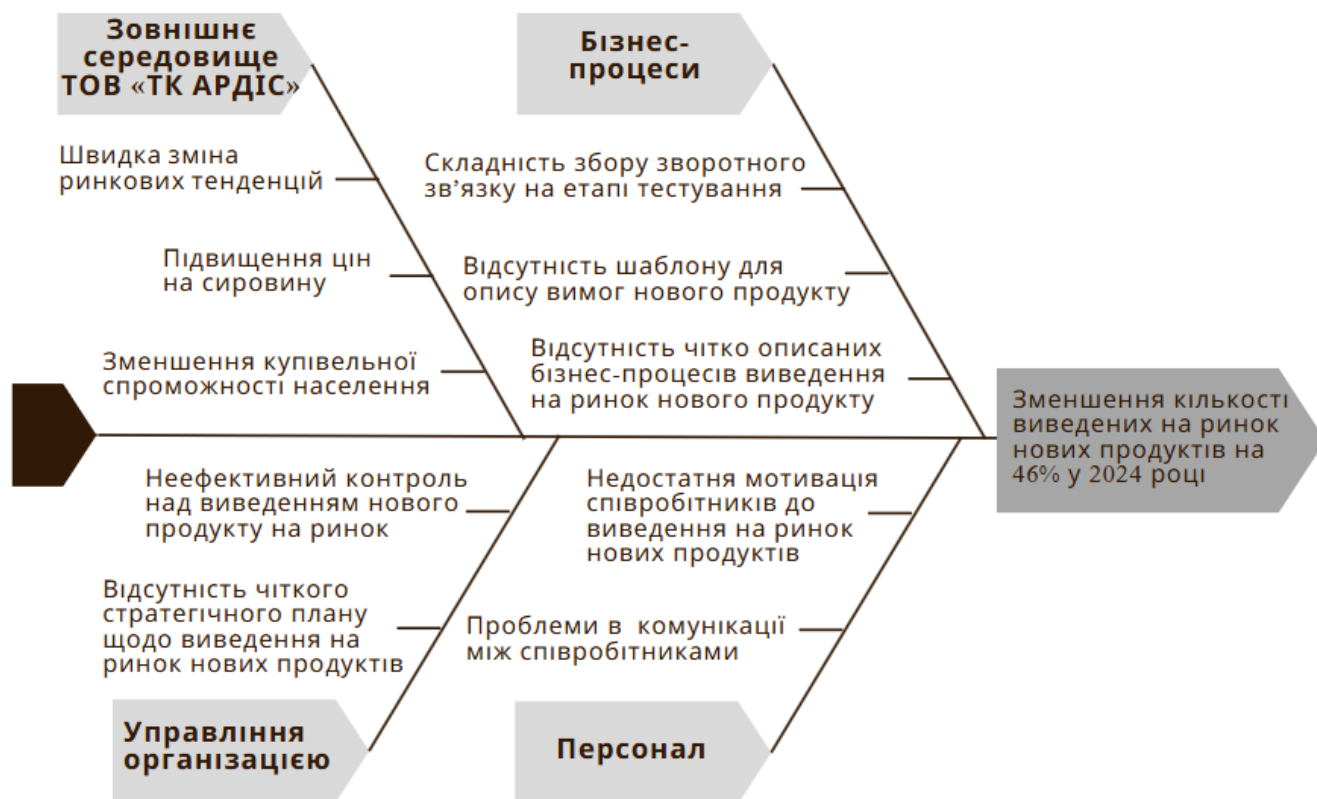 Зовнішнє
середовище
ТОВ «ТК АРДІС»
Швидка зміна
ринкових тенденцій
Підвищення цін
на сировину
Зменшення купівельної
спроможності населення
Бізнес-
процеси
Складність збору зворотного
зв’язку на етапі тестування
Відсутність шаблону для
опису вимог нового продукту
Відсутність чітко описаних
бізнес-процесів виведення
на ринок нового продукту
Зменшення кількості
виведених на ринок
нових продуктів на
46% у 2024 році
Неефективний контроль
над виведенням нового
продукту на ринок
Відсутність чіткого
стратегічного плану
щодо виведення на
ринок нових продуктів
Управління
організацією
Недостатня мотивація
співробітників до
виведення на ринок
нових продуктів
Проблеми в комунікації
між співробітниками
Персонал